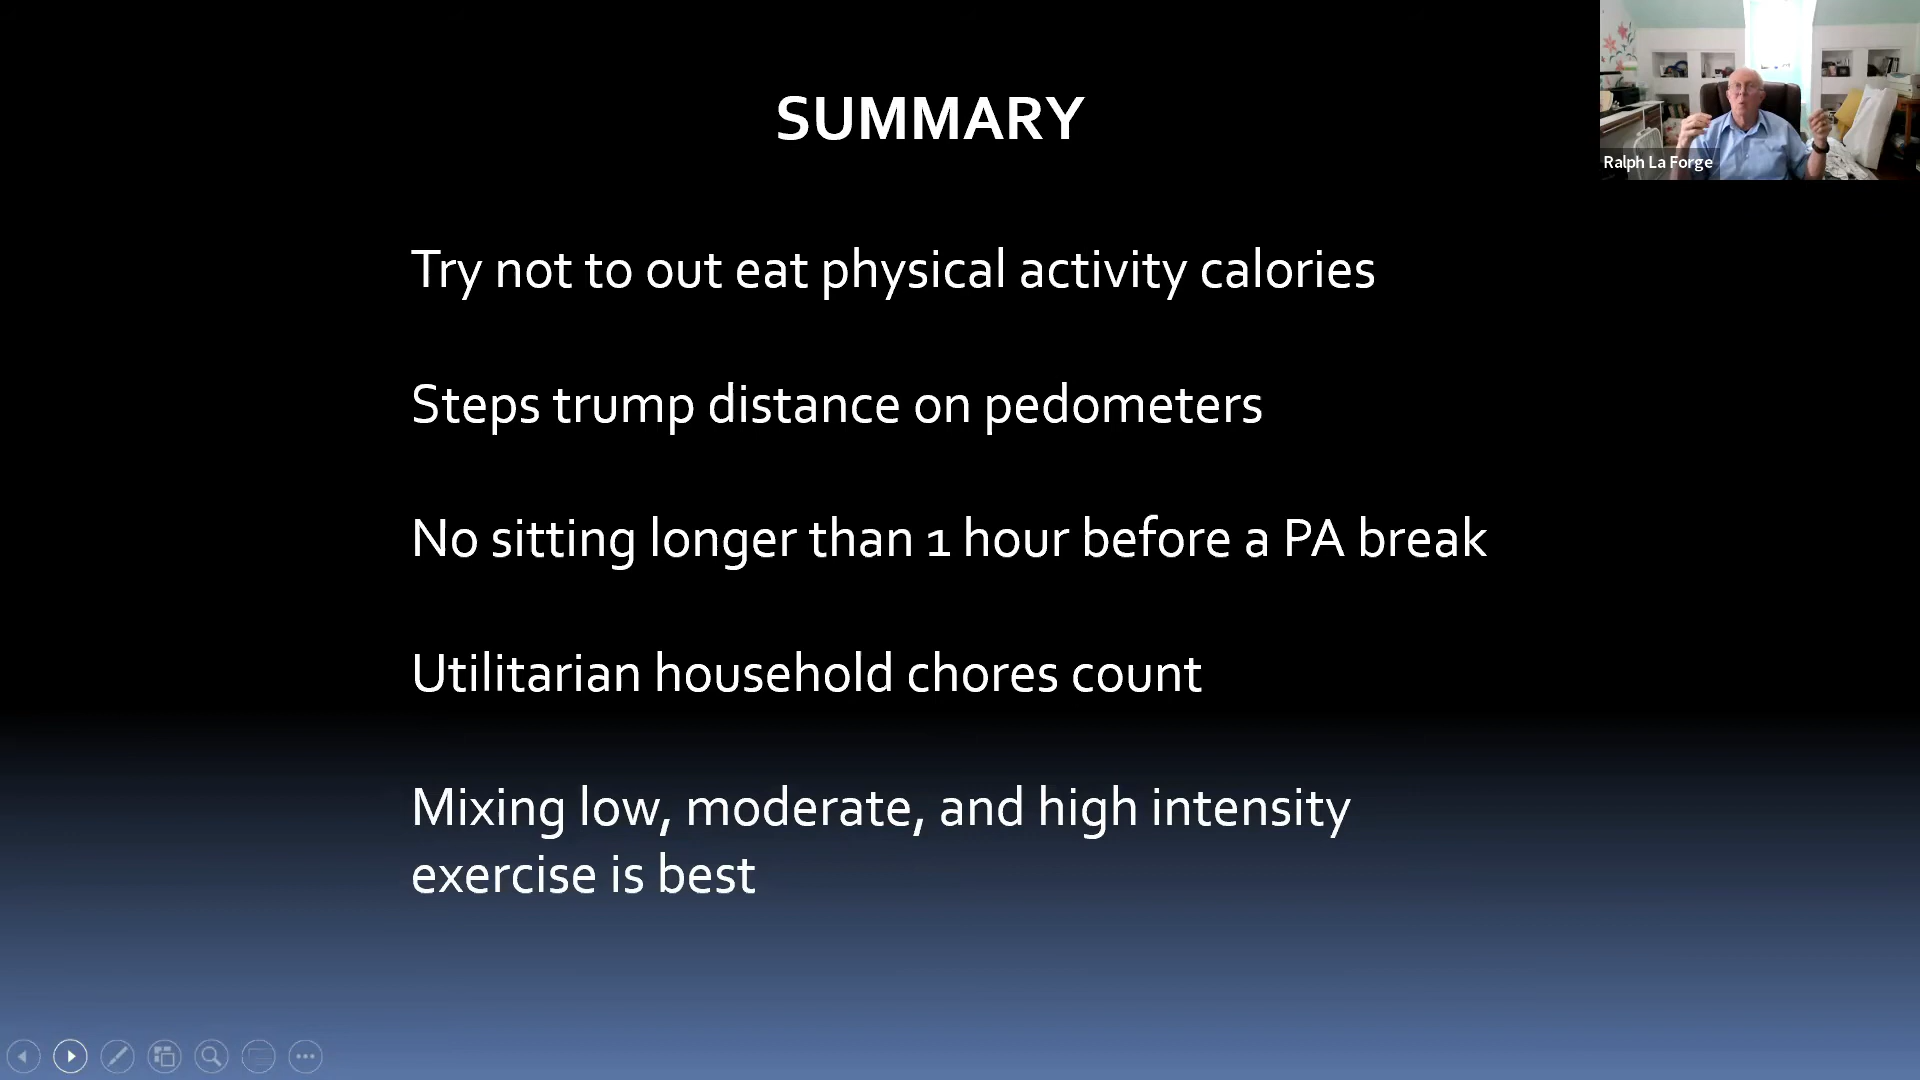 SUMMARY
Ralph La Forge
Try not to out eat physical activity calories
Steps trump distance on pedometers
No sitting longer than 1 hour before a PA break
Utilitarian household chores count
Mixing low, moderate, and high intensity
exercise is best